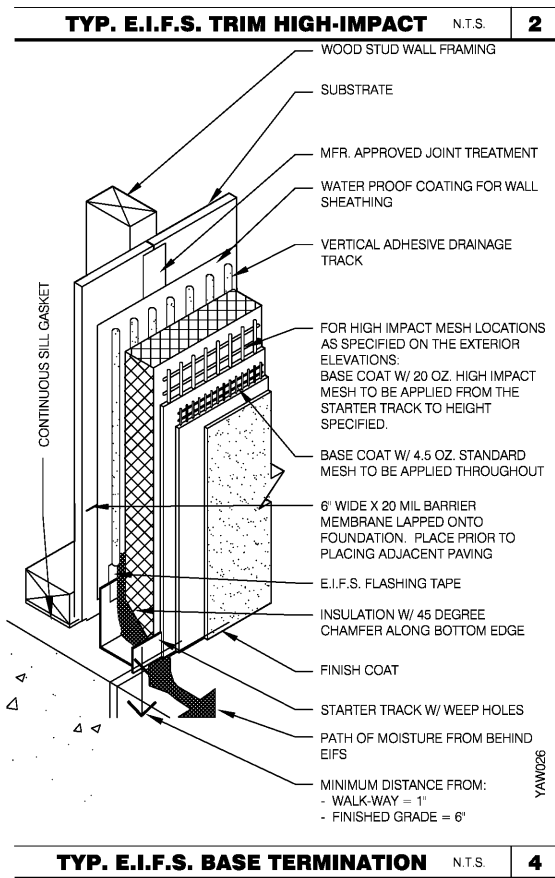 TYP. E.I.F.S. TRIM HIGH-IMPACT N.T.S. 2
WOOD STUD WALL FRAMING
SUBSTRATE
MFR. APPROVED JOINT TREATMENT
WATER PROOF COATING FOR WALL
SHEATHING
VERTICAL ADHESIVE DRAINAGE
TRACK
CONTINUOUS SILL GASKET
FOR HIGH IMPACT MESH LOCATIONS
AS SPECIFIED ON THE EXTERIOR
ELEVATIONS:
BASE COAT W/ 20 OZ. HIGH IMPACT
MESH TO BE APPLIED FROM THE
STARTER TRACK TO HEIGHT
SPECIFIED.
BASE COAT W/ 4.5 OZ. STANDARD
MESH TO BE APPLIED THROUGHOUT
6" WIDE X 20 MIL BARRIER
MEMBRANE LAPPED ONTO
FOUNDATION. PLACE PRIOR TO
PLACING ADJACENT PAVING
E.I.F.S. FLASHING TAPE
INSULATION W/ 45 DEGREE
CHAMFER ALONG BOTTOM EDGE
FINISH COAT
STARTER TRACK W/ WEEP HOLES
PATH OF MOISTURE FROM BEHIND
EIFS
MINIMUM DISTANCE FROM:
- WALK-WAY = 1"
- FINISHED GRADE = 6"
YAW026
TYP. E.I.F.S. BASE TERMINATION N.T.S. 4